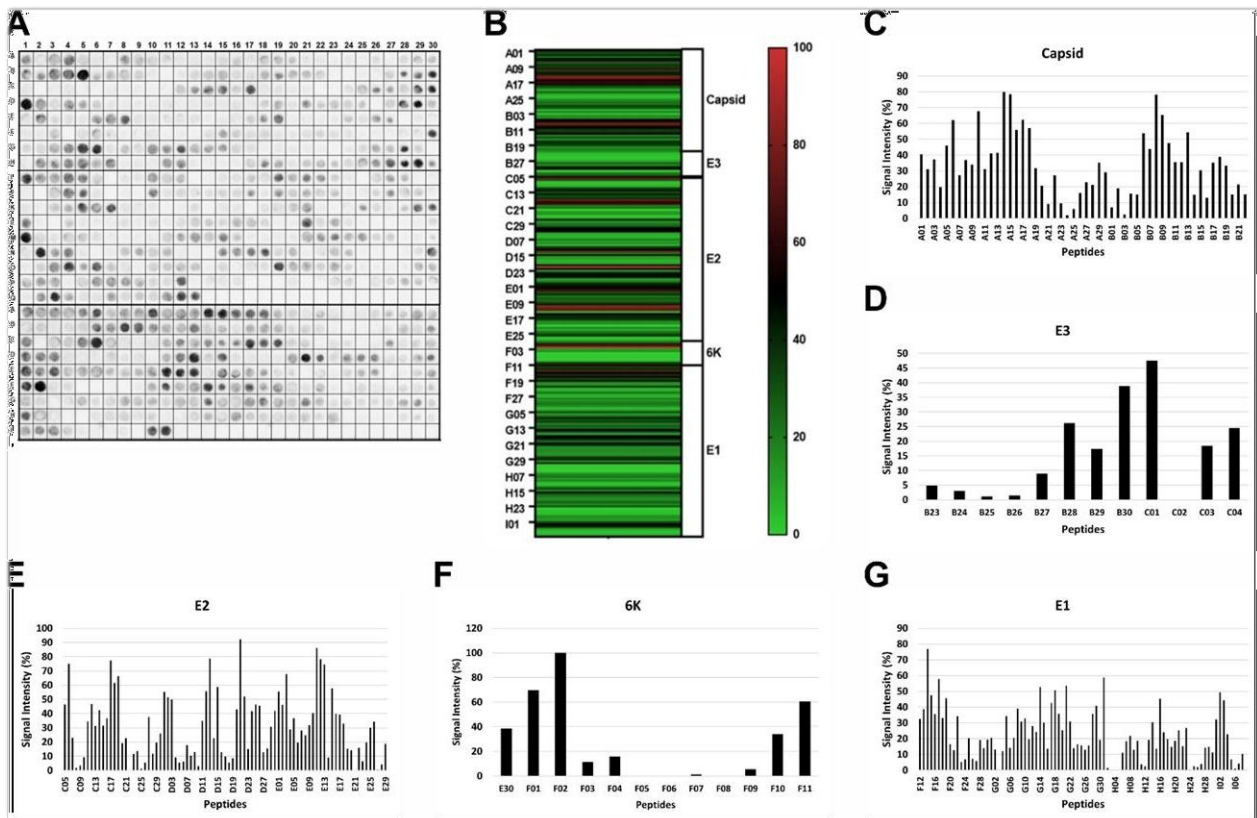 A
1 2 3 4 5 6 7 8 9 10 11 12 13 14 15 16 17 18 19 20 21 22 23 24 25 26 27 28 29 30
B
A01
A09
A17
A25
B03
B11
B19
B27
C05
C13
C21
C29
D07
D15
D23
E01
E09
E17
E25
F03
F11
F19
F27
G05
G13
G21
G29
H07
H15
H23
I01
Capsid
E3
E2
6K
E1
100
80
60
40
20
0
C
Capsid
Signal Intensity (%)
90
80
70
60
50
40
30
20
10
0
A01 A03 A05 A07 A09 A11 A13 A15 A17 A19 A21 A23 A25 A27 A29 B01 B03 B05 B07 B09 B11 B13 B15 B17 B19 B21
Peptides
D
E3
Signal Intensity (%)
50
45
40
35
30
25
20
15
10
5
0
B23 B24 B25 B26 B27 B28 B29 B30 C01 C02 C03 C04
Peptides
E
E2
Signal Intensity (%)
100
90
80
70
60
50
40
30
20
10
0
C05 C09 C13 C17 C21 C25 C29 D03 D07 D11 D15 D19 D23 D27 E01 E05 E09 E13 E17 E21 E25 E29
Peptides
F
6K
Signal Intensity (%)
120
100
80
60
40
20
0
E30 F01 F02 F03 F04 F05 F06 F07 F08 F09 F10 F11
Peptides
G
E1
Signal Intensity (%)
90
80
70
60
50
40
30
20
10
0
F12 F16 F20 F24 F28 G02 G06 G10 G14 G18 G22 G26 G30 H04 H08 H12 H16 H20 H24 H28 I02 I06
Peptides